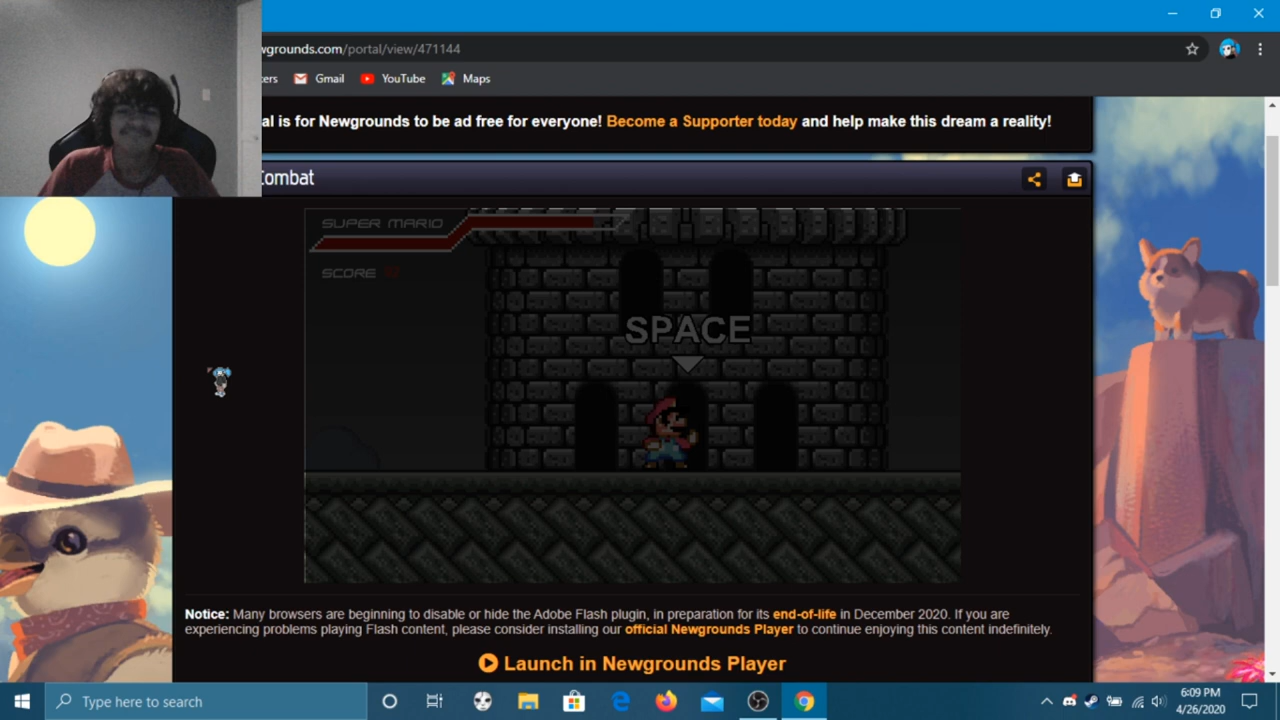 wgrounds.com/portal/view/471144
ers Gmail YouTube Maps
al is for Newgrounds to be ad free for everyone! Become a Supporter today and help make this dream a reality!
Combat
SUPER MARIO
SCORE
SPACE
Notice: Many browsers are beginning to disable or hide the Adobe Flash plugin, in preparation for its end-of-life in December 2020. If you are
experiencing problems playing Flash content, please consider installing our official Newgrounds Player to continue enjoying this content indefinitely.
Launch in Newgrounds Player
Type here to search
6:09 PM
4/26/2020